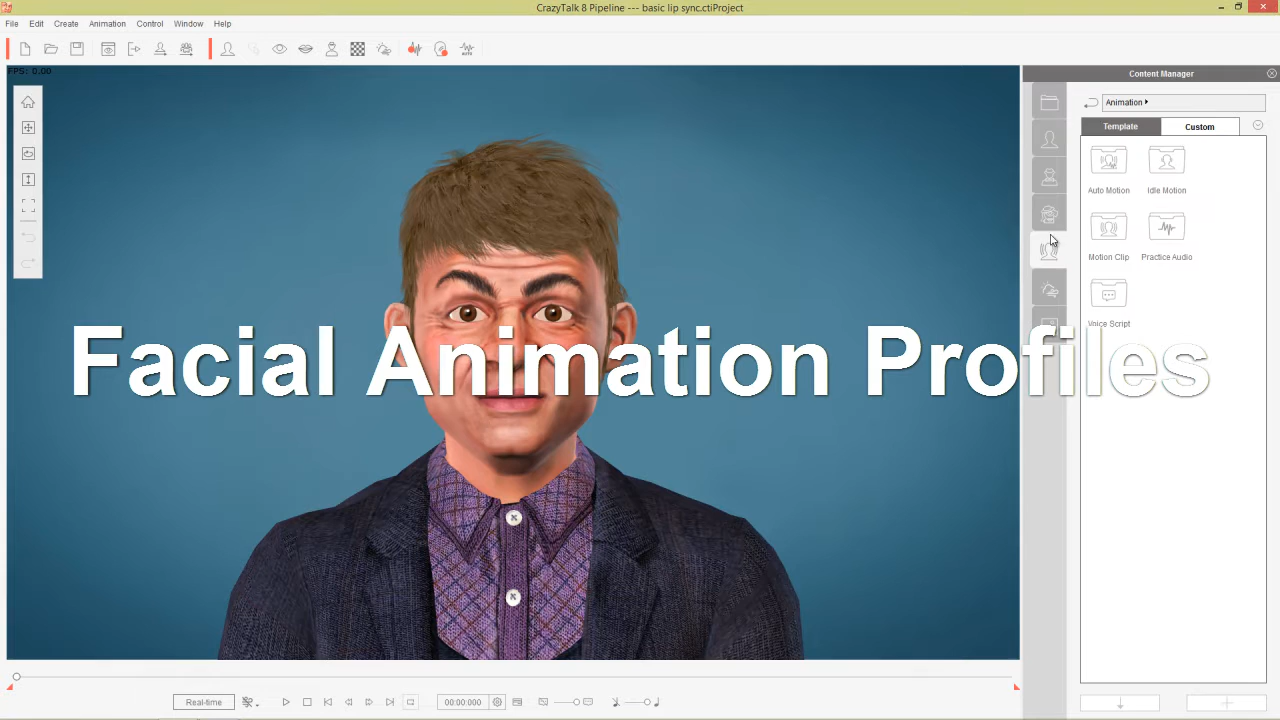 CrazyTalk 8 Pipeline --- basic lip sync.ctiProject
File Edit Create Animation Control Window Help
FPS: 0.00
Content Manager
Animation
Template Custom
Auto Motion Idle Motion
Motion Clip Practice Audio
Voice Script
Facial Animation Profiles
Real-time
00:00:000